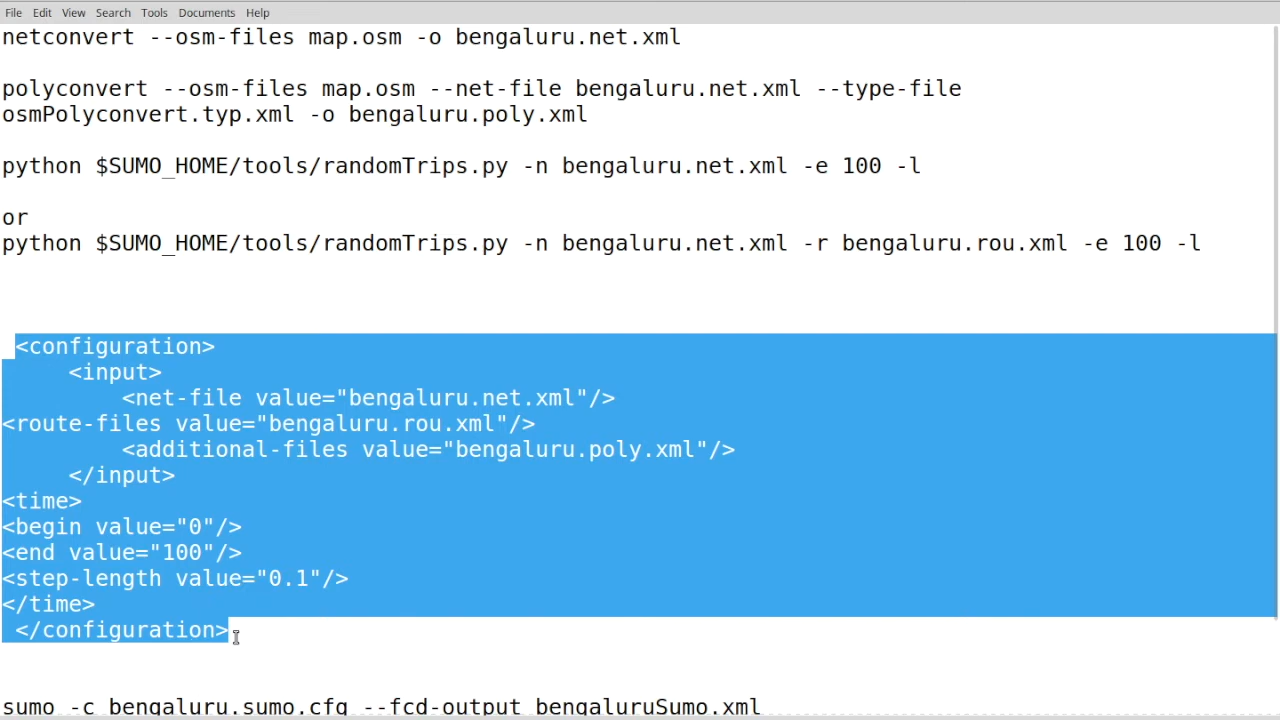 File Edit View Search Tools Documents Help
netconvert --osm-files map.osm -o bengaluru.net.xml
polyconvert --osm-files map.osm --net-file bengaluru.net.xml --type-file
osmPolyconvert.typ.xml -o bengaluru.poly.xml
python $SUMO_HOME/tools/randomTrips.py -n bengaluru.net.xml -e 100 -l
or
python $SUMO_HOME/tools/randomTrips.py -n bengaluru.net.xml -r bengaluru.rou.xml -e 100 -l
<configuration>
<input>
<net-file value="bengaluru.net.xml"/>
<route-files value="bengaluru.rou.xml"/>
<additional-files value="bengaluru.poly.xml"/>
</input>
<time>
<begin value="0"/>
<end value="100"/>
<step-length value="0.1"/>
</time>
</configuration>
sumo -c bengaluru.sumo.cfg --fcd-output bengaluruSumo.xml